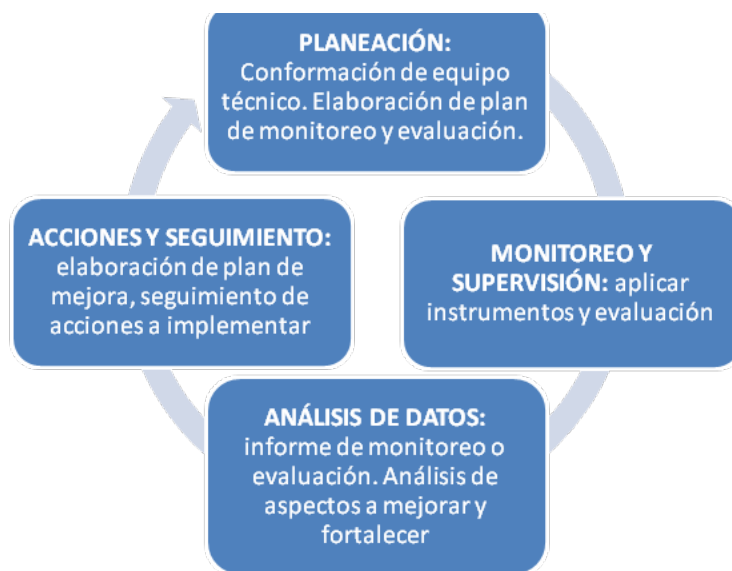 PLANEACIÓN:
Conformación de equipo
técnico. Elaboración de plan
de monitoreo y evaluación.
MONITOREO Y
SUPERVISIÓN: aplicar
instrumentos y evaluación
ANÁLISIS DE DATOS:
informe de monitoreo o
evaluación. Análisis de
aspectos a mejorar y
fortalecer
ACCIONES Y SEGUIMIENTO:
elaboración de plan de
mejora, seguimiento de
acciones a implementar